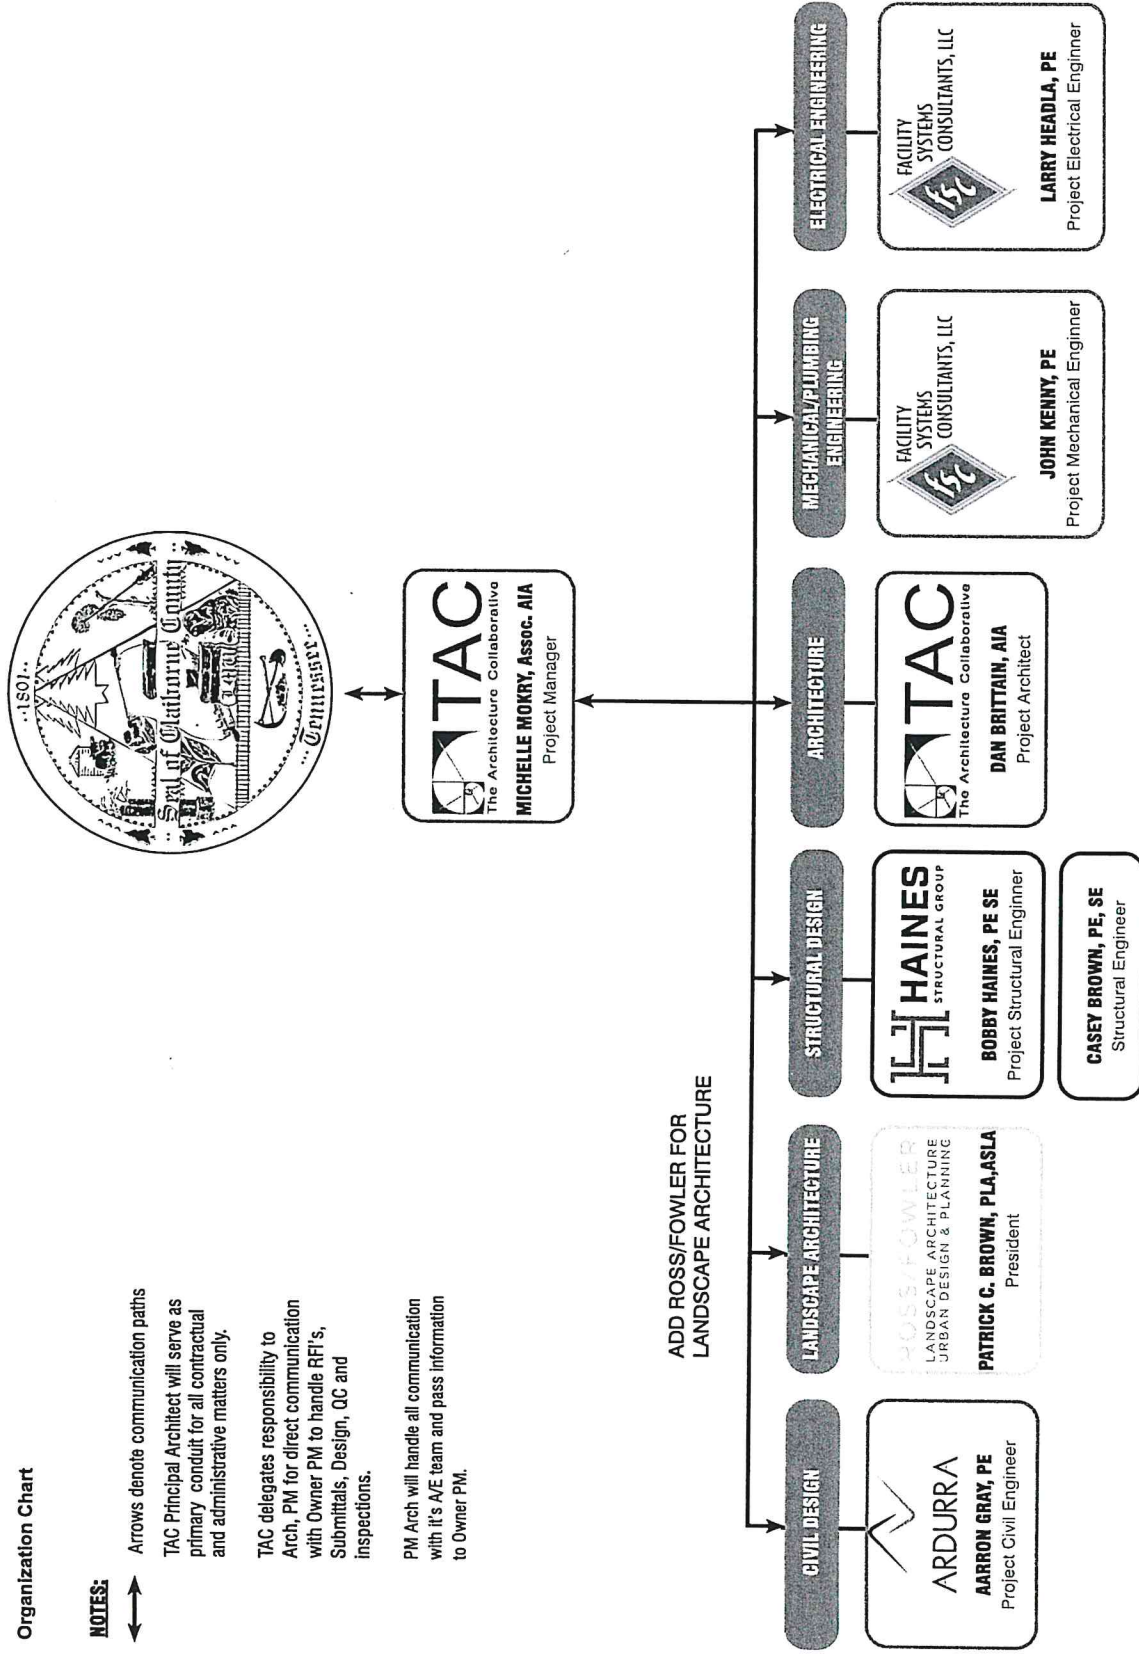 Organization Chart
NOTES:
Arrows denote communication paths
TAC Principal Architect will serve as
primary conduit for all contractual
and administrative matters only.
TAC delegates responsibility to
Arch, PM for direct communication
with Owner PM to handle RFI's,
Submittals, Design, QC and
inspections.
PM Arch will handle all communication
with it's A/E team and pass information
to Owner PM.
·1801·
Seal of Claiborne County
Tennessee
TAC
The Architecture Collaborative
MICHELLE MOKRY, Assoc. AIA
Project Manager
ADD ROSS/FOWLER FOR
LANDSCAPE ARCHITECTURE
CIVIL DESIGN
ARDURRA
AARRON GRAY, PE
Project Civil Engineer
LANDSCAPE ARCHITECTURE
ROSS/FOWLER
LANDSCAPE ARCHITECTURE
URBAN DESIGN & PLANNING
PATRICK C. BROWN, PLA,ASLA
President
STRUCTURAL DESIGN
HAINES
STRUCTURAL GROUP
BOBBY HAINES, PE SE
Project Structural Enginner
CASEY BROWN, PE, SE
Structural Engineer
ARCHITECTURE
TAC
The Architecture Collaborative
DAN BRITTAIN, AIA
Project Architect
MECHANICAL/PLUMBING
ENGINEERING
fsc
FACILITY
SYSTEMS
CONSULTANTS, LLC
JOHN KENNY, PE
Project Mechanical Enginner
ELECTRICAL ENGINEERING
fsc
FACILITY
SYSTEMS
CONSULTANTS, LLC
LARRY HEADLA, PE
Project Electrical Enginner